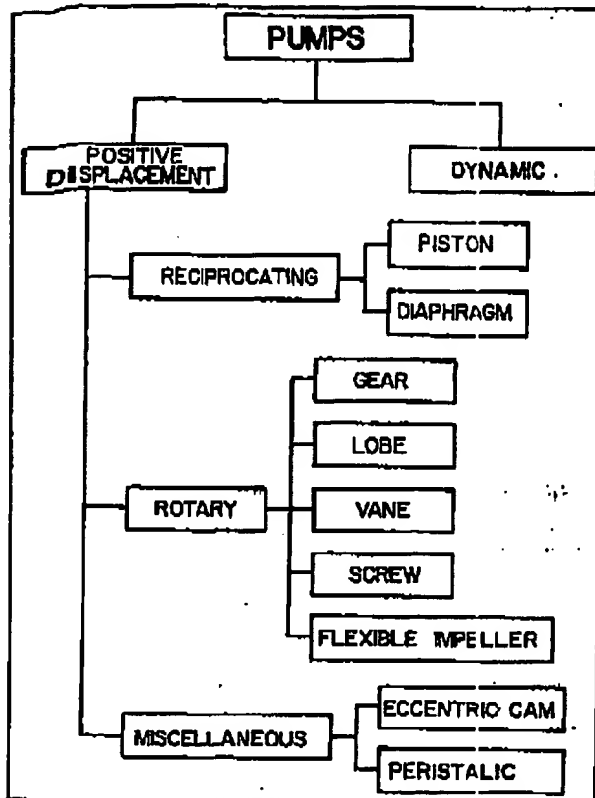 PUMPS
POSITIVE
DISPLACEMENT
DYNAMIC.
RECIPROCATING
PISTON
DIAPHRAGM
GEAR
LOBE
ROTARY
VANE
SCREW
FLEXIBLE IMPELLER
MISCELLANEOUS
ECCENTRIC CAM
PERISTALIC